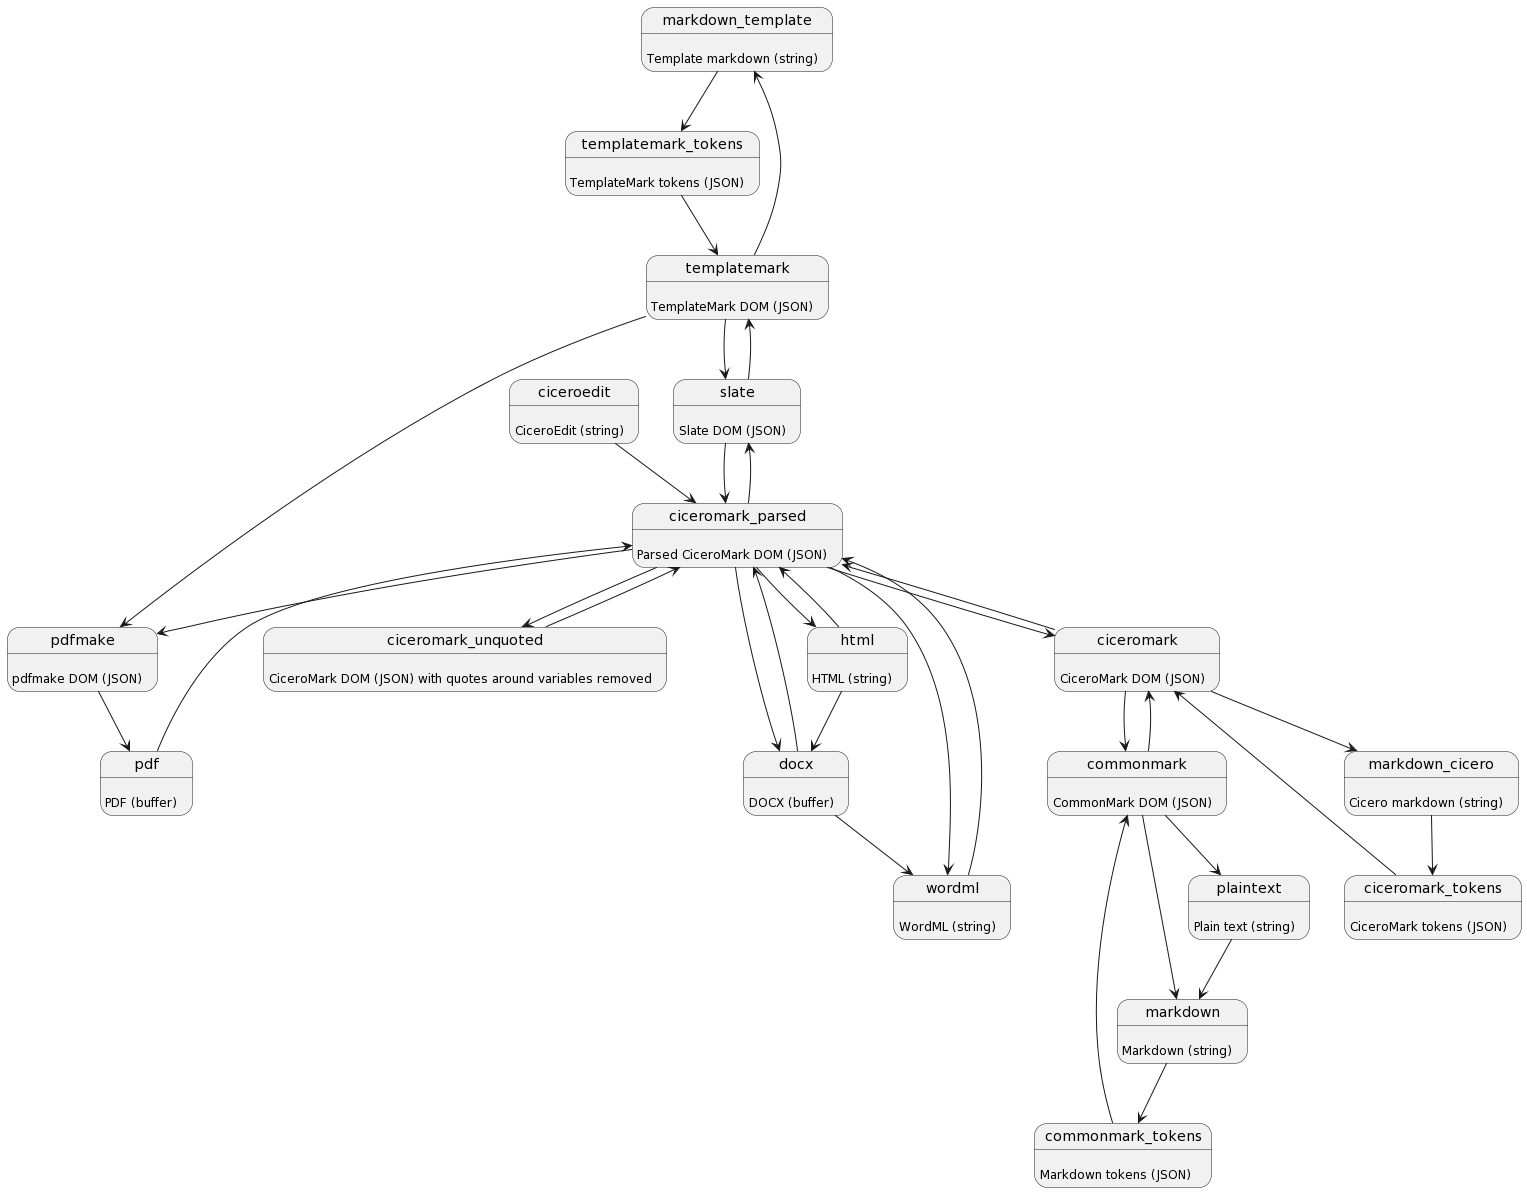 markdown_template
Template markdown (string)
templatemark_tokens
TemplateMark tokens (JSON)
templatemark
TemplateMark DOM (JSON)
ciceroedit
CiceroEdit (string)
slate
Slate DOM (JSON)
ciceromark_parsed
Parsed CiceroMark DOM (JSON)
pdfmake
pdfmake DOM (JSON)
ciceromark_unquoted
CiceroMark DOM (JSON) with quotes around variables removed
html
HTML (string)
ciceromark
CiceroMark DOM (JSON)
pdf
PDF (buffer)
docx
DOCX (buffer)
commonmark
CommonMark DOM (JSON)
markdown_cicero
Cicero markdown (string)
wordml
WordML (string)
plaintext
Plain text (string)
ciceromark_tokens
CiceroMark tokens (JSON)
markdown
Markdown (string)
commonmark_tokens
Markdown tokens (JSON)